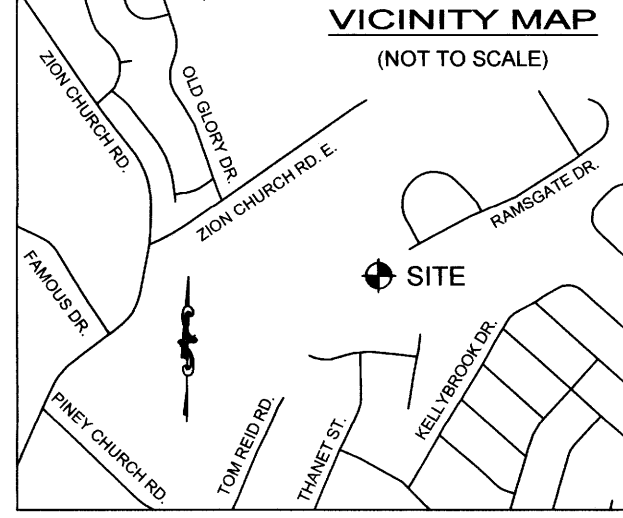 VICINITY MAP
(NOT TO SCALE)
ZION CHURCH RD.
OLD GLORY DR.
ZION CHURCH RD. E.
RAMSGATE DR.
FAMOUS DR.
SITE
KELLYBROOK DR.
PINEY CHURCH RD.
TOM REID RD.
THANET ST.